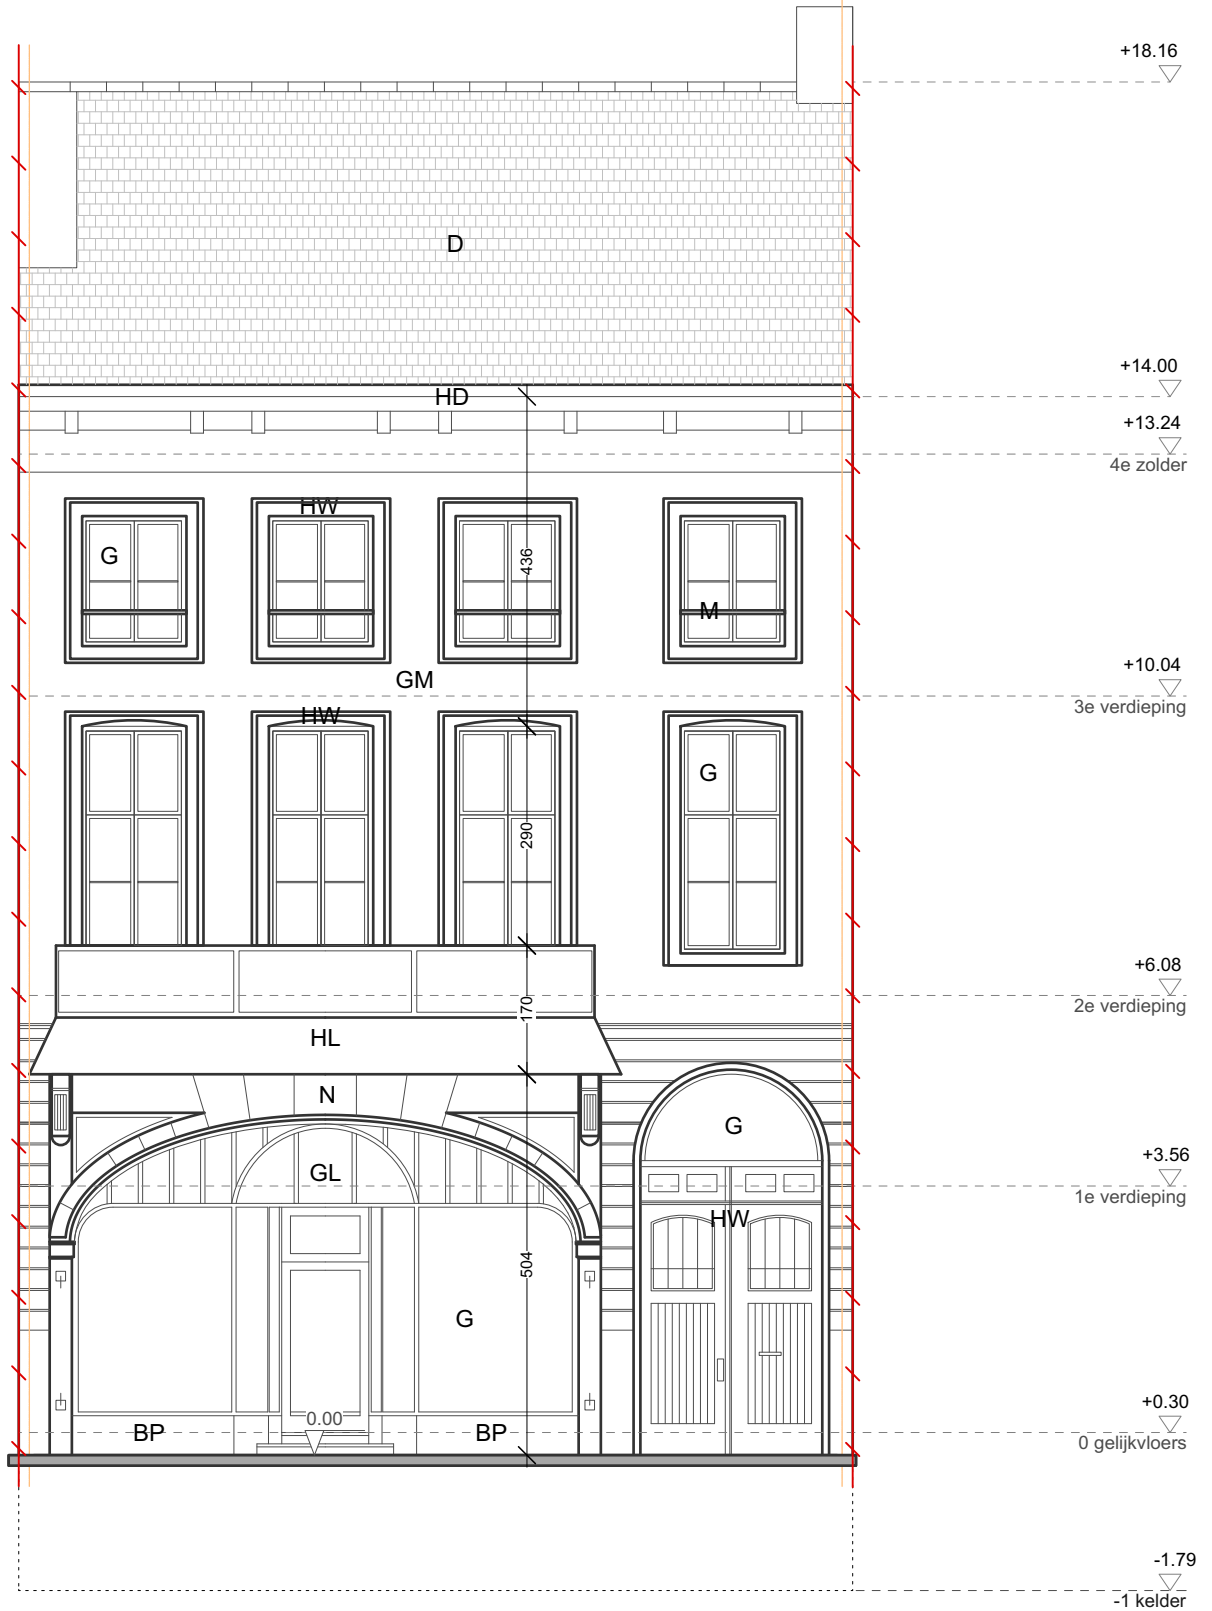 +18.16
D
+14.00
HD
+13.24
4e zolder
HW
G
436
M
GM
+10.04
3e verdieping
HW
G
290
+6.08
2e verdieping
170
HL
N
G
+3.56
1e verdieping
GL
HW
504
G
+0.30
0.00
BP
BP
0 gelijkvloers
-1.79
-1 kelder